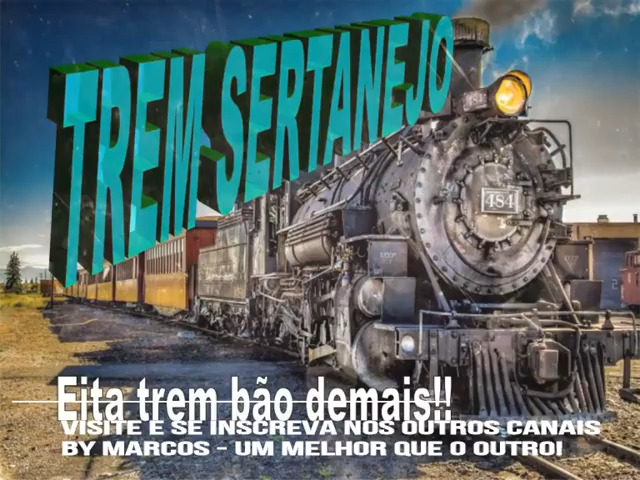 TREM SERTANEJO
484
Eita trem bão demais!!
VISITE E SE INSCREVA NOS OUTROS CANAIS
BY MARCOS - UM MELHOR QUE O OUTRO!